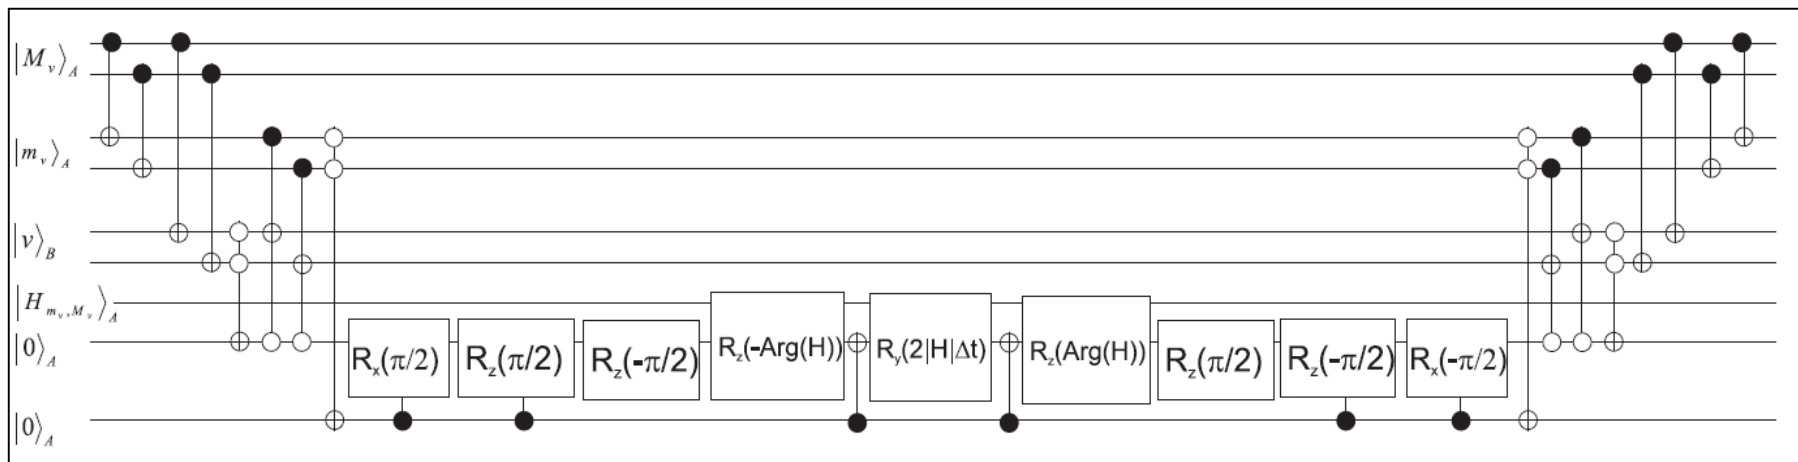 |M_v⟩_A
|m_v⟩_A
|v⟩_B
|H_{m_v,M_v}⟩_A
|0⟩_A
R_x(π/2) R_z(π/2) R_z(-π/2) R_z(-Arg(H)) R_y(2|H|Δt) R_z(Arg(H)) R_z(π/2) R_z(-π/2) R_x(-π/2)
|0⟩_A